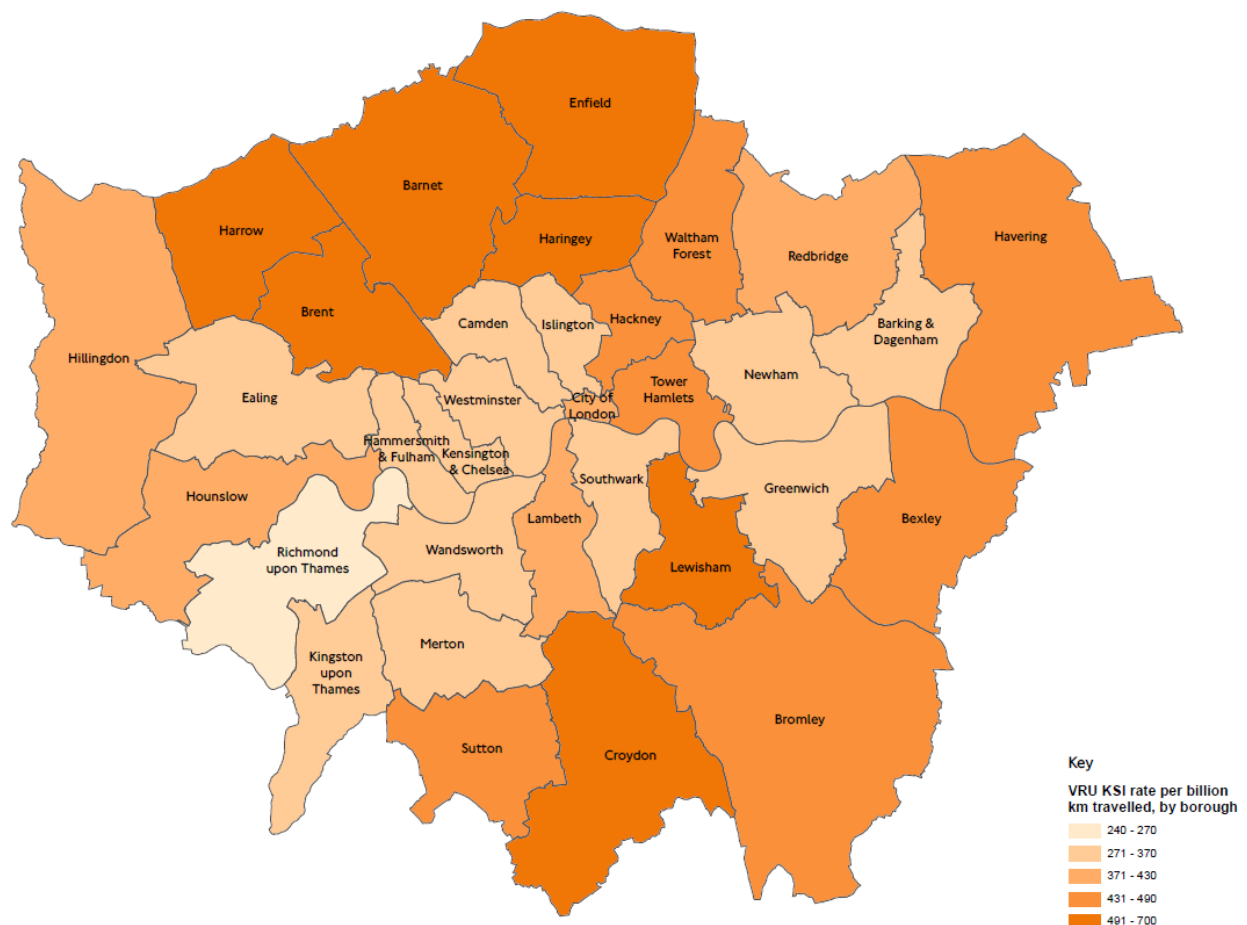 Enfield
Barnet
Harrow
Haringey
Waltham
Forest
Redbridge
Havering
Brent
Camden
Islington
Hackney
Barking &
Dagenham
Hillingdon
Ealing
Westminster
City of
London
Tower
Hamlets
Newham
Hammersmith
& Fulham
Kensington
& Chelsea
Hounslow
Southwark
Greenwich
Lambeth
Bexley
Richmond
upon Thames
Wandsworth
Lewisham
Merton
Kingston
upon
Thames
Sutton
Croydon
Bromley
Key
VRU KSI rate per billion
km travelled, by borough
240 - 270
271 - 370
371 - 430
431 - 490
491 - 700